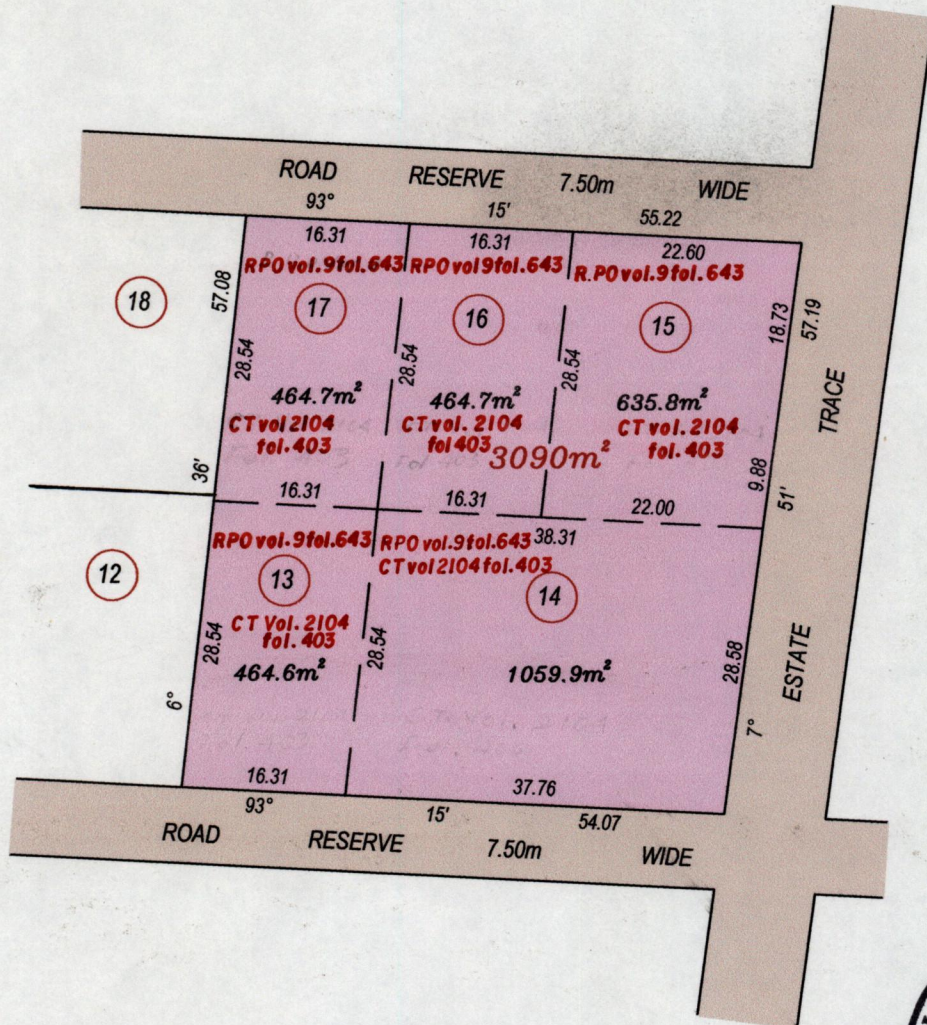 ROAD RESERVE 7.50m WIDE
93° 15' 55.22
16.31 16.31 22.60
RPO vol.9fol.643 RPO vol9fol.643 R.PO vol.9fol.643
18 57.08 17 16 15 18.73 57.19
28.54 28.54 28.54
TRACE
464.7m² 464.7m² 635.8m²
CT vol 2104 CT vol. 2104 CT vol. 2104
fol. 403 fol 403 fol. 403
3090m²
36' 9.88 51'
16.31 16.31 22.00
RPO vol.9fol.643 RPO vol.9fol.643 38.31
CT vol 2104 fol.403
12 13 14
CT Vol. 2104
fol. 403
28.54 28.54 28.58
464.6m² 1059.9m²
ESTATE
6° 7°
16.31 37.76
93° 15' 54.07
ROAD RESERVE 7.50m WIDE